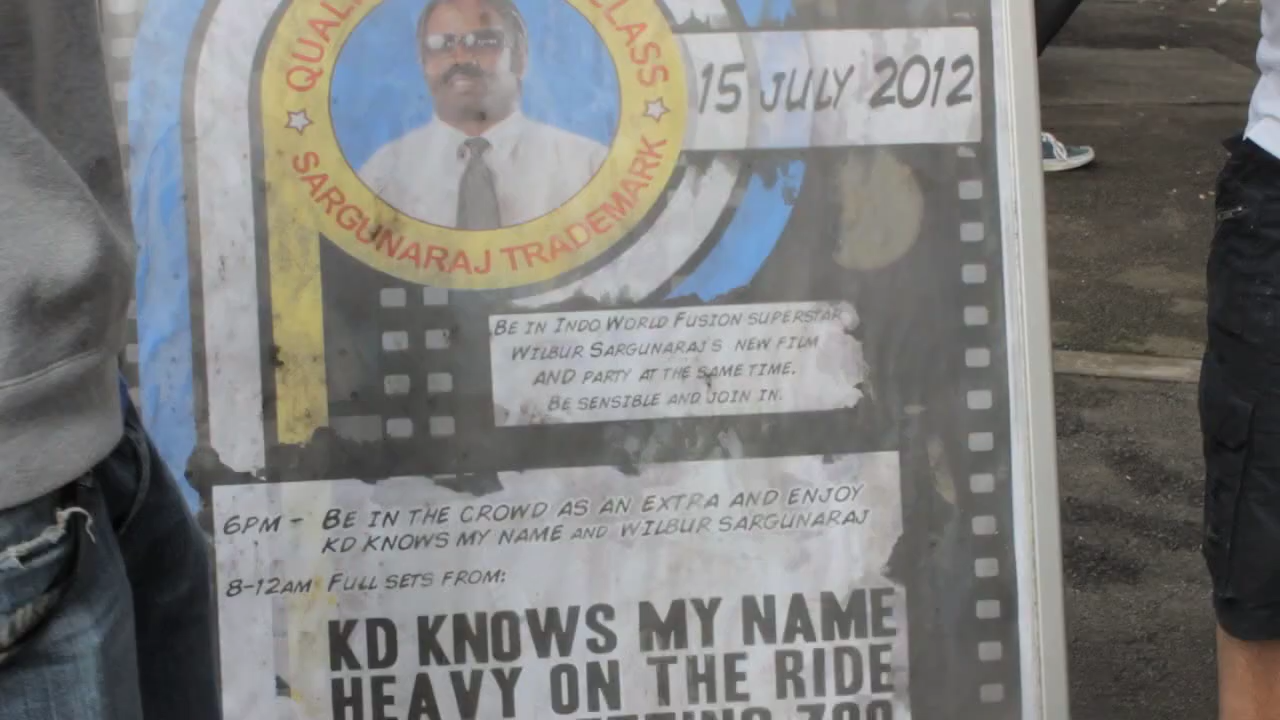 QUALI CLASS
SARGUNARAJ TRADEMARK
15 JULY 2012
BE IN INDO WORLD FUSION SUPERSTAR
WILBUR SARGUNARAJ'S NEW FILM
AND PARTY AT THE SAME TIME.
BE SENSIBLE AND JOIN IN.
6PM - BE IN THE CROWD AS AN EXTRA AND ENJOY
KD KNOWS MY NAME AND WILBUR SARGUNARAJ
8-12AM FULL SETS FROM:
KD KNOWS MY NAME
HEAVY ON THE RIDE